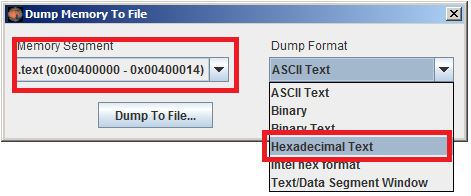 Dump Memory To File
Memory Segment
Dump Format
.text (0x00400000 - 0x00400014)
ASCII Text
ASCII Text
Binary
Binary Text
Hexadecimal Text
Intel hex format
Text/Data Segment Window
Dump To File...